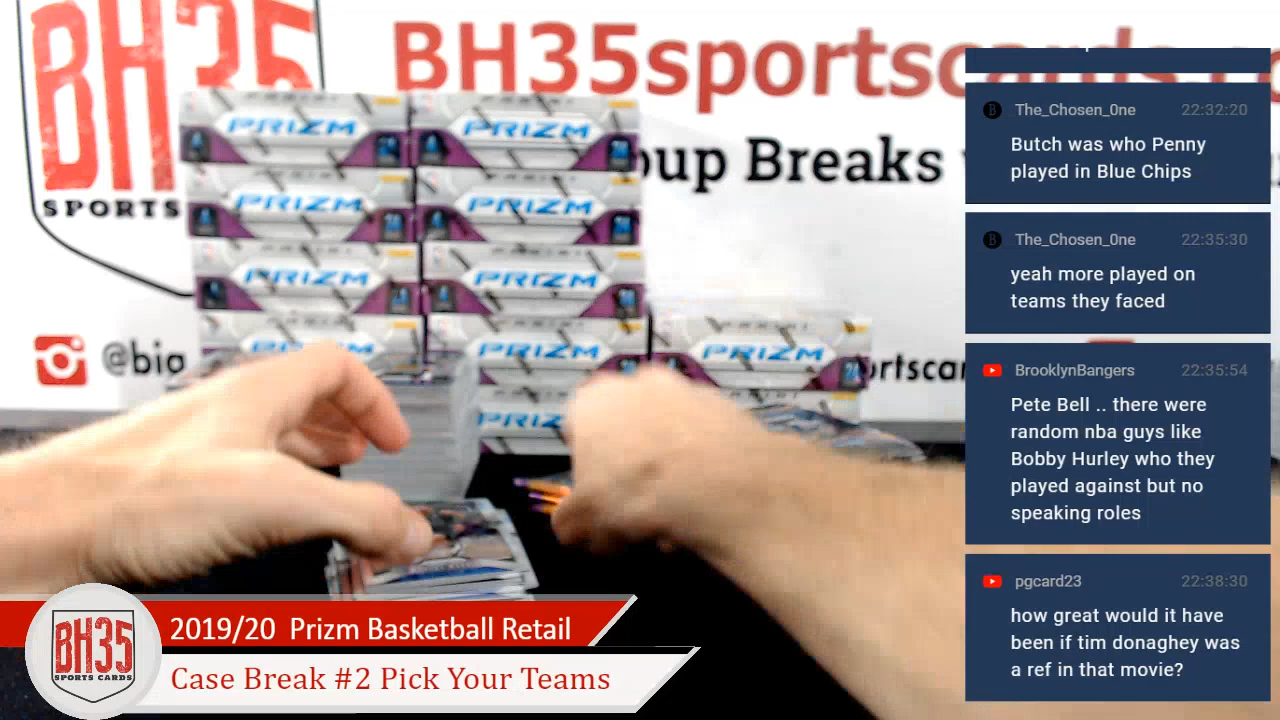 BH35
SPORTS
BH35sportscards.co
oup Breaks
@big
ortscar
PRIZM
PRIZM
PRIZM
PRIZM
PRIZM
PRIZM
PRIZM
PRIZM
PRIZM
The_Chosen_0ne 22:32:20
Butch was who Penny
played in Blue Chips
The_Chosen_0ne 22:35:30
yeah more played on
teams they faced
BrooklynBangers 22:35:54
Pete Bell .. there were
random nba guys like
Bobby Hurley who they
played against but no
speaking roles
pgcard23 22:38:30
how great would it have
been if tim donaghey was
a ref in that movie?
BH35
SPORTS CARDS
2019/20 Prizm Basketball Retail
Case Break #2 Pick Your Teams